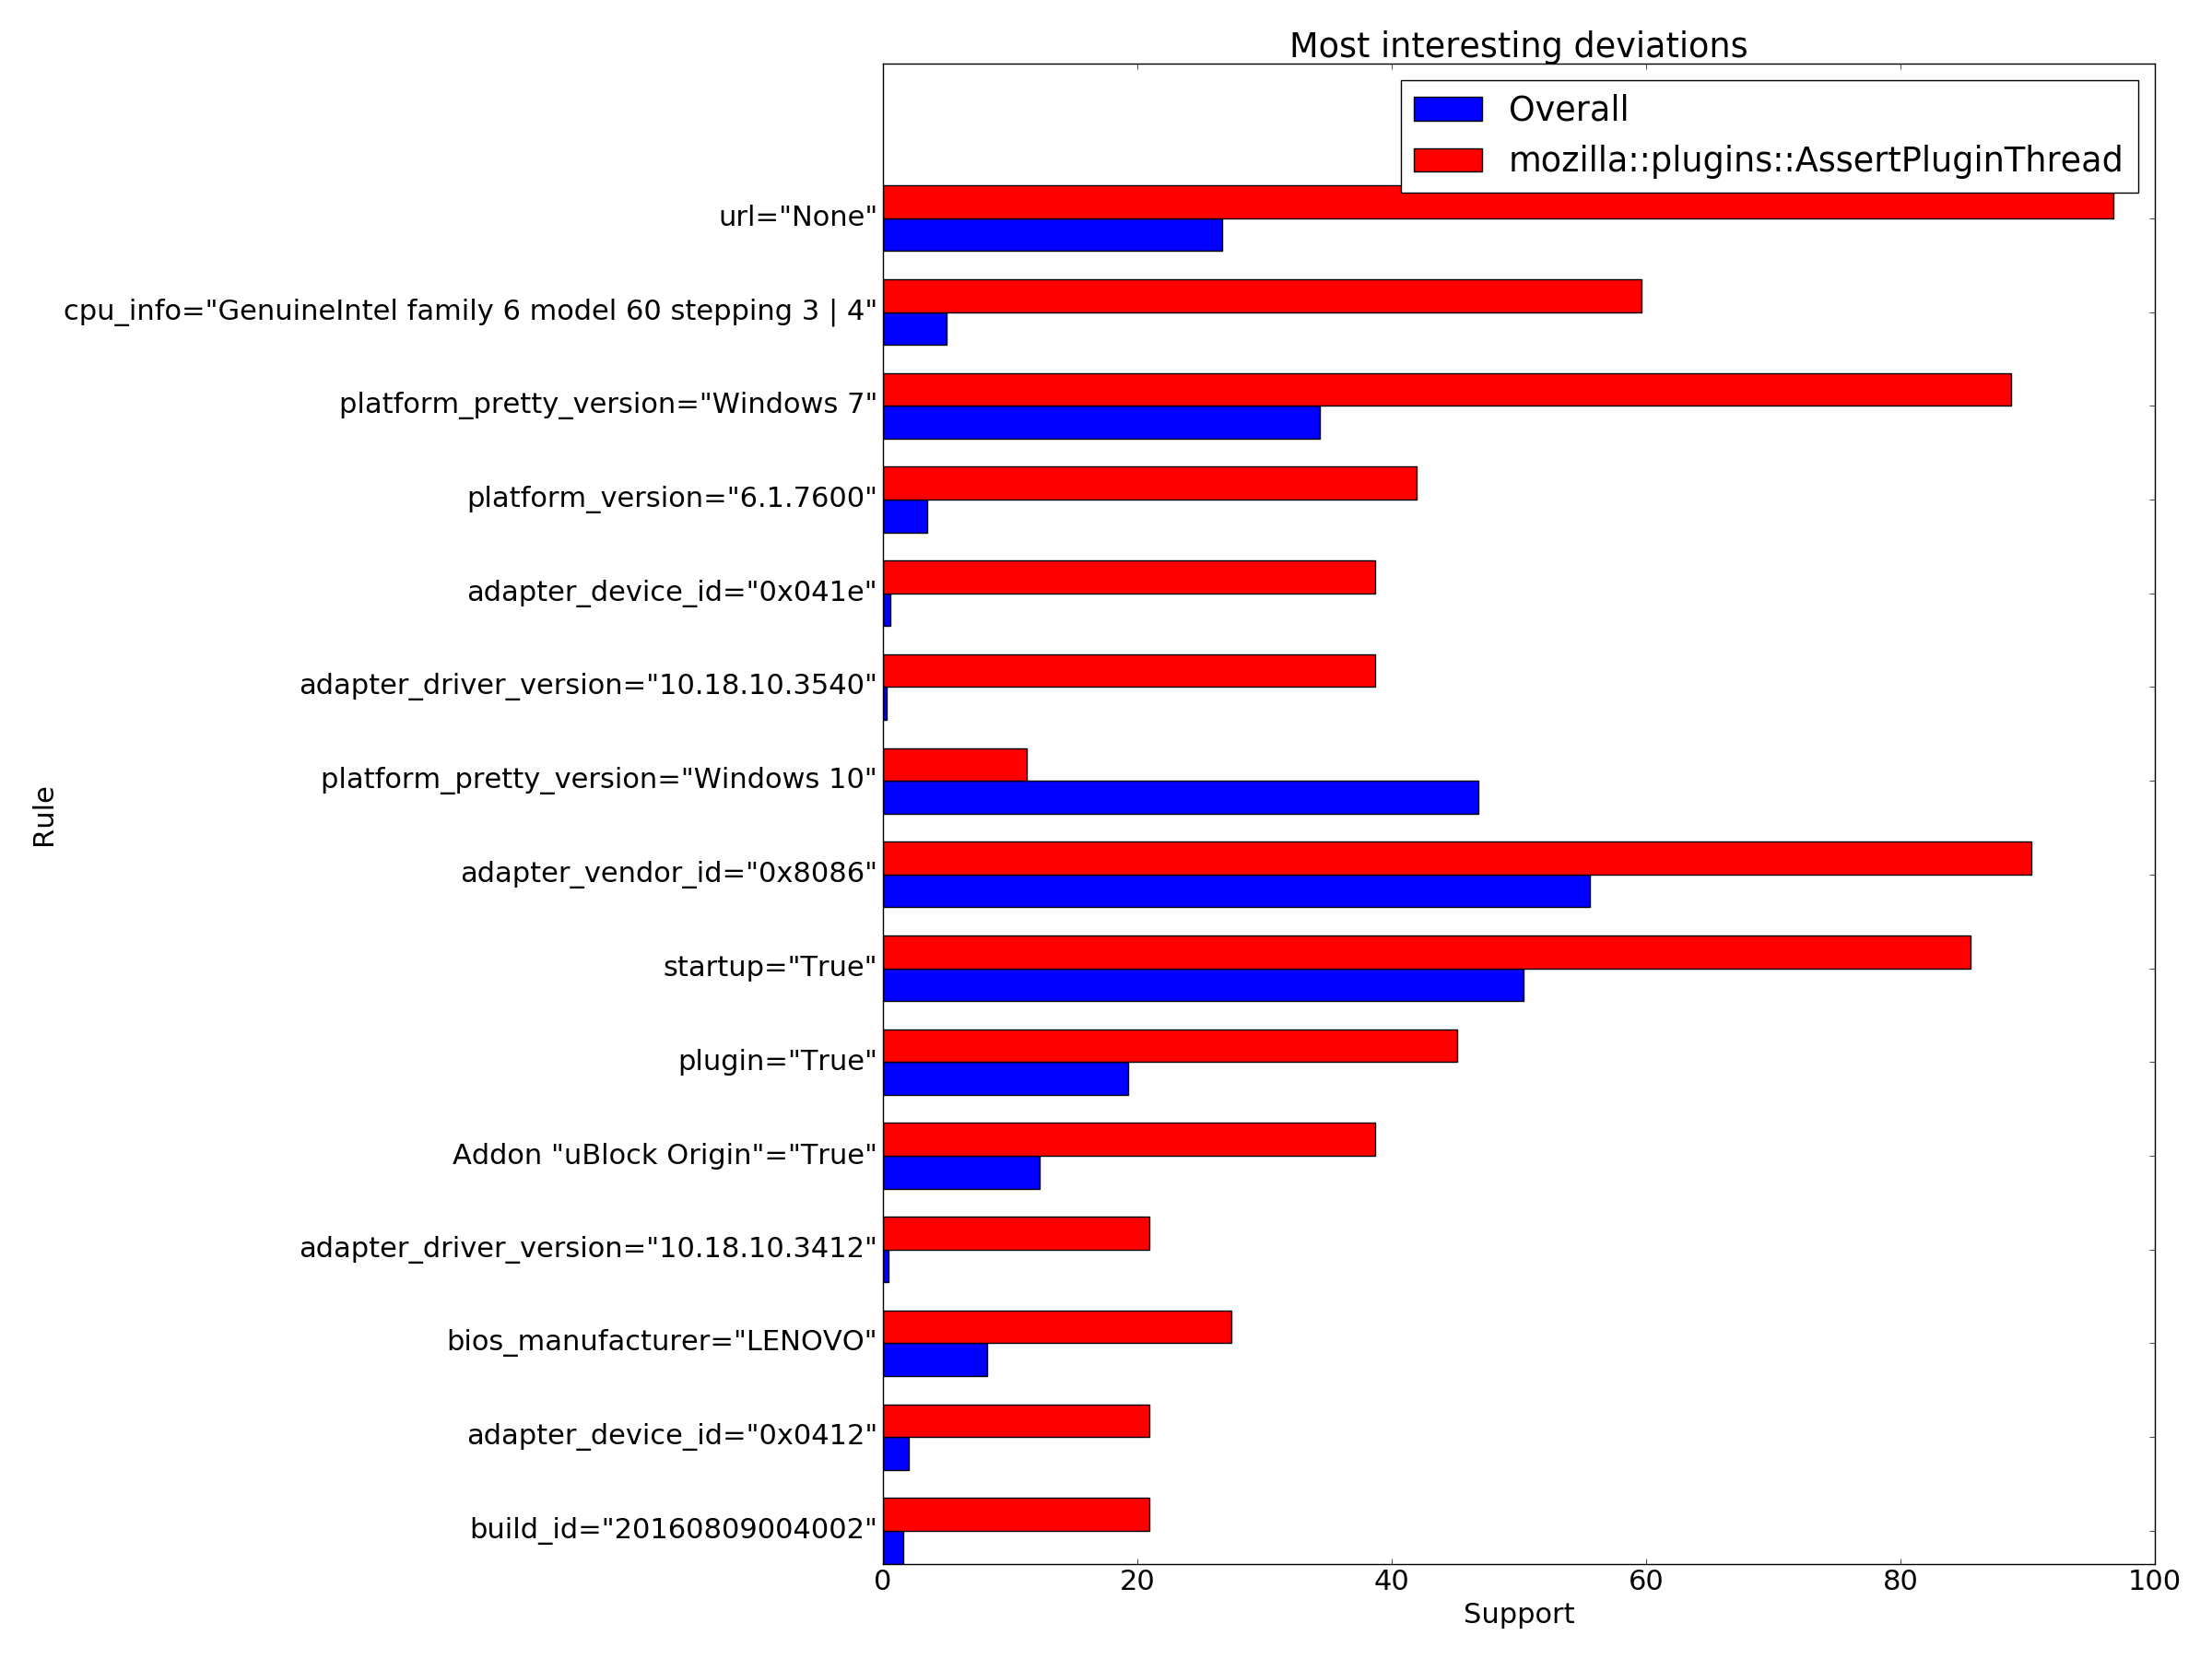 Most interesting deviations
Overall
mozilla::plugins::AssertPluginThread
url="None"
cpu_info="GenuineIntel family 6 model 60 stepping 3 | 4"
platform_pretty_version="Windows 7"
platform_version="6.1.7600"
adapter_device_id="0x041e"
adapter_driver_version="10.18.10.3540"
platform_pretty_version="Windows 10"
adapter_vendor_id="0x8086"
startup="True"
plugin="True"
Addon "uBlock Origin"="True"
adapter_driver_version="10.18.10.3412"
bios_manufacturer="LENOVO"
adapter_device_id="0x0412"
build_id="20160809004002"
Rule
0 20 40 60 80 100
Support